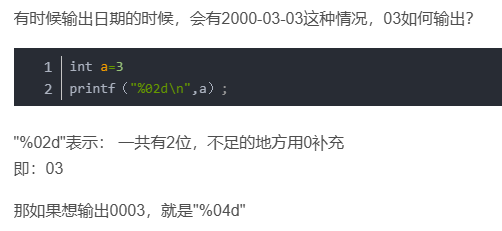 有时候输出日期的时候，会有2000-03-03这种情况，03如何输出？
1 int a=3
2 printf（"%02d\n",a）;
"%02d"表示： 一共有2位，不足的地方用0补充
即：03
那如果想输出0003，就是"%04d"